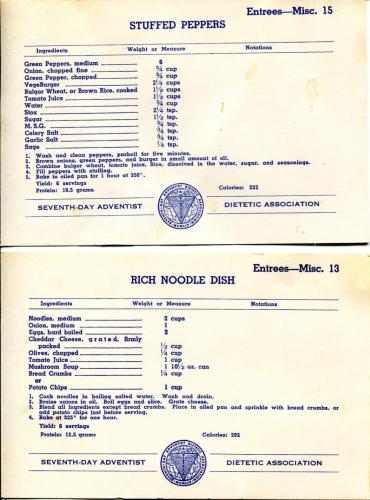 Entrees—Misc. 15
STUFFED PEPPERS
Ingredients Weight or Measure Notations
Green Peppers, medium 6
Onion, chopped fine ¾ cup
Green Pepper, chopped ¾ cup
VegeBurger 2¼ cups
Bulgor Wheat, or Brown Rice, cooked 1½ cups
Tomato Juice 1½ cups
Water ¾ cup
Stox 2¼ tsp.
Sugar 1½ tsp.
M.S.G. ¾ tsp.
Celery Salt ¾ tsp.
Garlic Salt ¾ tsp.
Sage ¼ tsp.
1. Wash and clean peppers, parboil for five minutes.
2. Brown onions, green peppers, and burger in small amount of oil.
3. Combine bulgor wheat, tomato juice, Stox, dissolved in the water, sugar, and seasonings.
4. Fill peppers with stuffing.
5. Bake in oiled pan for 1 hour at 350°.
Yield: 6 servings Calories: 222
Protein: 19.5 grams
SEVENTH-DAY ADVENTIST DIETETIC ASSOCIATION
Entrees—Misc. 13
RICH NOODLE DISH
Ingredients Weight or Measure Notations
Noodles, medium 2 cups
Onion, medium 1
Eggs, hard boiled 2
Cheddar Cheese, grated, firmly
packed ½ cup
Olives, chopped ¼ cup
Tomato Juice 1 cup
Mushroom Soup 1 10½ oz. can
Bread Crumbs ¼ cup
or
Potato Chips 1 cup
1. Cook noodles in boiling salted water. Wash and drain.
2. Braise onions in oil. Boil eggs and slice. Grate cheese.
3. Blend all ingredients except bread crumbs. Place in oiled pan and sprinkle with bread crumbs, or
add potato chips just before serving.
4. Bake at 325° for one hour.
Yield: 6 servings
Protein: 12.5 grams Calories: 292
SEVENTH-DAY ADVENTIST DIETETIC ASSOCIATION